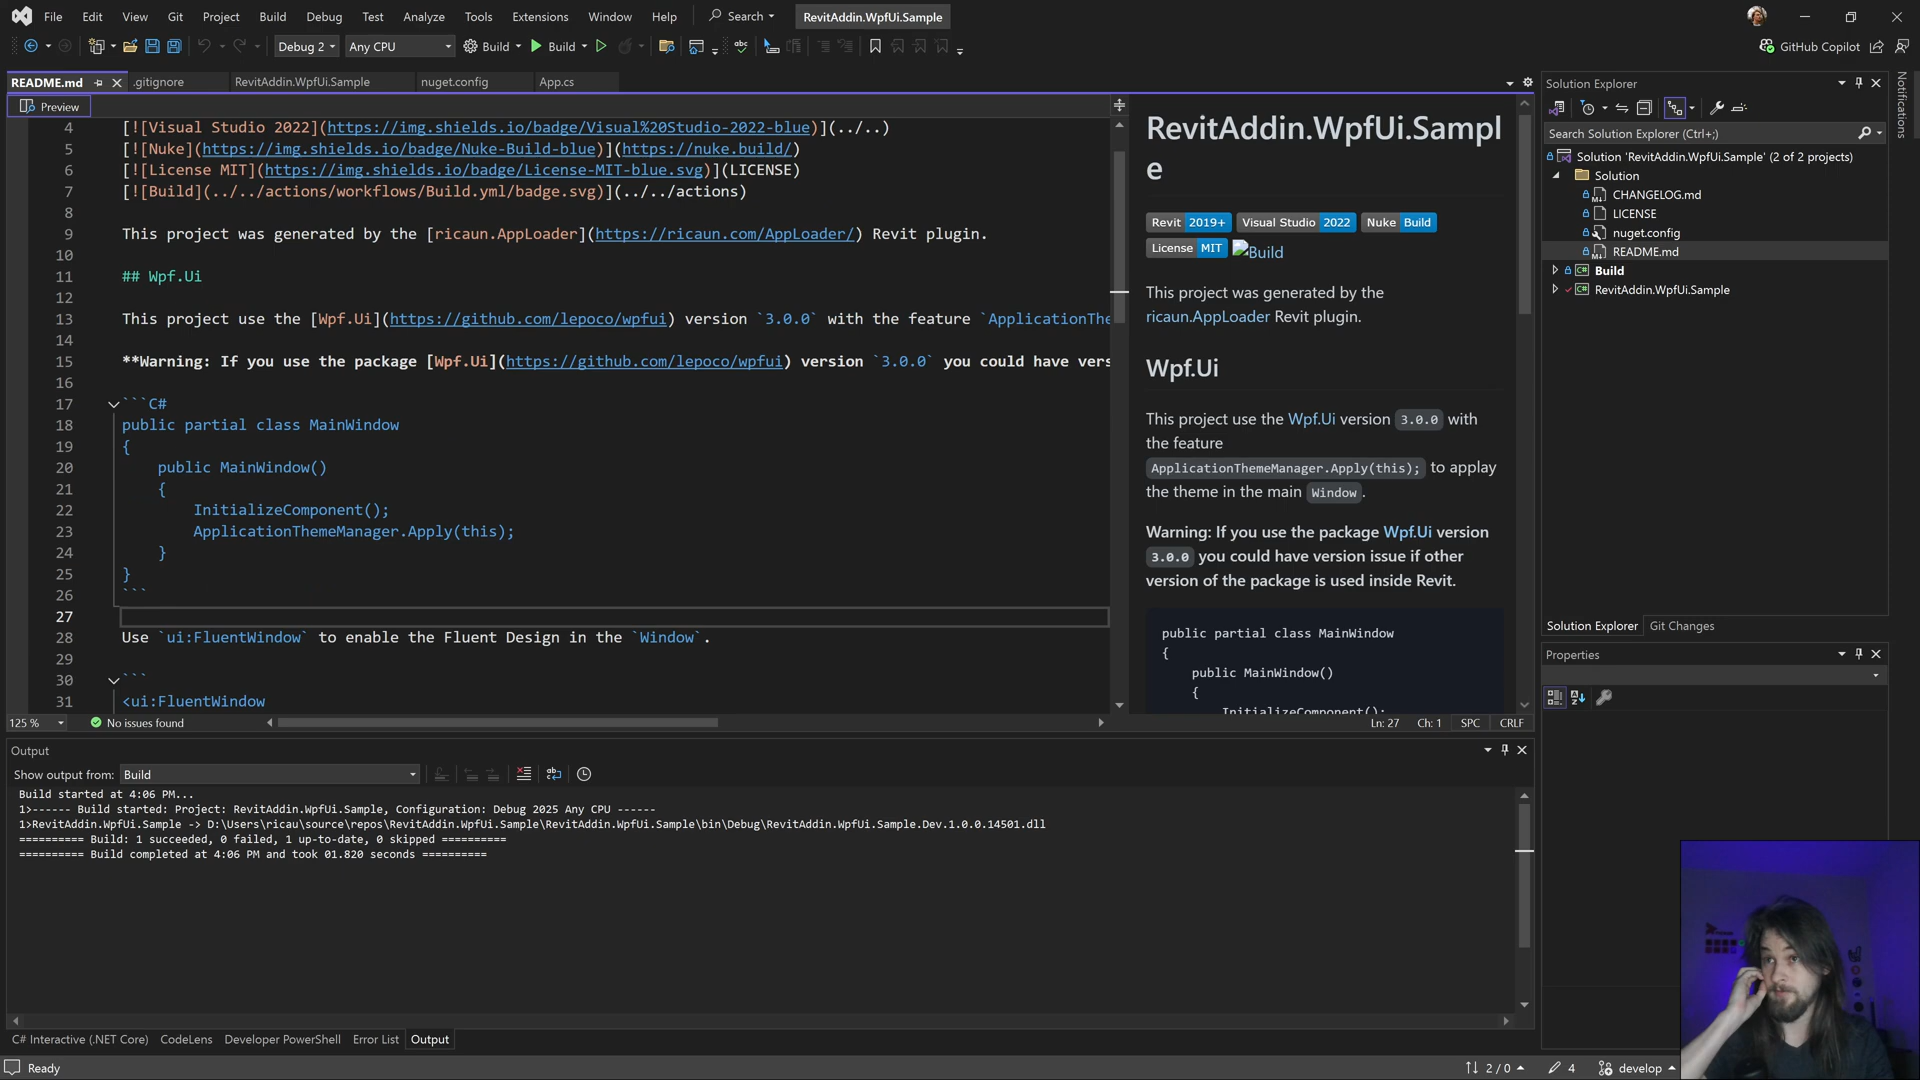 File Edit View Git Project Build Debug Test Analyze Tools Extensions Window Help Search RevitAddin.WpfUi.Sample
Debug 2 Any CPU Build Build GitHub Copilot
README.md .gitignore RevitAddin.WpfUi.Sample nuget.config App.cs
Preview
4 [![Visual Studio 2022](https://img.shields.io/badge/Visual%20Studio-2022-blue)](../..)
5 [![Nuke](https://img.shields.io/badge/Nuke-Build-blue)](https://nuke.build/)
6 [![License MIT](https://img.shields.io/badge/License-MIT-blue.svg)](LICENSE)
7 [![Build](../../actions/workflows/Build.yml/badge.svg)](../../actions)
8
9 This project was generated by the [ricaun.AppLoader](https://ricaun.com/AppLoader/) Revit plugin.
10
11 ## Wpf.Ui
12
13 This project use the [Wpf.Ui](https://github.com/lepoco/wpfui) version `3.0.0` with the feature `ApplicationThe
14
15 **Warning: If you use the package [Wpf.Ui](https://github.com/lepoco/wpfui) version `3.0.0` you could have vers
16
17 ```C#
18 public partial class MainWindow
19 {
20 public MainWindow()
21 {
22 InitializeComponent();
23 ApplicationThemeManager.Apply(this);
24 }
25 }
26 ```
27
28 Use `ui:FluentWindow` to enable the Fluent Design in the `Window`.
29
30 ```
31 <ui:FluentWindow
125 % No issues found Ln: 27 Ch: 1 SPC CRLF
RevitAddin.WpfUi.Sampl
e
Revit 2019+ Visual Studio 2022 Nuke Build
License MIT Build
This project was generated by the
ricaun.AppLoader Revit plugin.
Wpf.Ui
This project use the Wpf.Ui version 3.0.0 with
the feature
ApplicationThemeManager.Apply(this); to applay
the theme in the main Window .
Warning: If you use the package Wpf.Ui version
3.0.0 you could have version issue if other
version of the package is used inside Revit.
public partial class MainWindow
{
public MainWindow()
{
InitializeComponent();
Solution Explorer
Search Solution Explorer (Ctrl+;)
Solution 'RevitAddin.WpfUi.Sample' (2 of 2 projects)
Solution
CHANGELOG.md
LICENSE
nuget.config
README.md
Build
RevitAddin.WpfUi.Sample
Solution Explorer Git Changes
Properties
Notifications
Output
Show output from: Build
Build started at 4:06 PM...
1>------ Build started: Project: RevitAddin.WpfUi.Sample, Configuration: Debug 2025 Any CPU ------
1>RevitAddin.WpfUi.Sample -> D:\Users\ricau\source\repos\RevitAddin.WpfUi.Sample\RevitAddin.WpfUi.Sample\bin\Debug\RevitAddin.WpfUi.Sample.Dev.1.0.0.14501.dll
========== Build: 1 succeeded, 0 failed, 1 up-to-date, 0 skipped ==========
========== Build completed at 4:06 PM and took 01.820 seconds ==========
C# Interactive (.NET Core) CodeLens Developer PowerShell Error List Output
Ready 2 / 0 4 develop